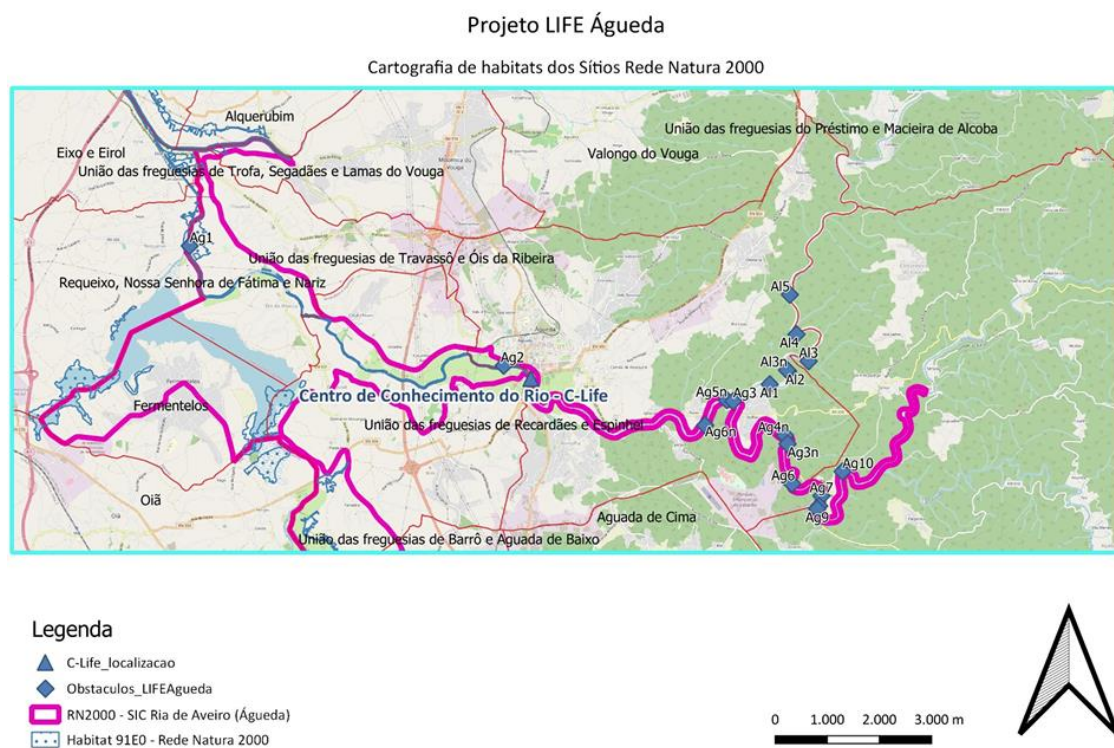 Projeto LIFE Águeda
Cartografia de habitats dos Sítios Rede Natura 2000
Alquerubim
União das freguesias do Préstimo e Macieira de Alcoba
Eixo e Eirol
Valongo do Vouga
União das freguesias de Trofa, Segadães e Lamas do Vouga
Ag1
União das freguesias de Travassô e Óis da Ribeira
Requeixo, Nossa Senhora de Fátima e Nariz
Al5
Al4
Al3n
Al3
Ag2
Al2
Al1
Centro de Conhecimento do Rio - C-Life
Ag5n
Ag3
Fermentelos
União das freguesias de Recardães e Espinhel
Ag6n
Ag4n
Ag3n
Ag10
Ag6
Ag7
Oiã
Aguada de Cima
Ag9
União das freguesias de Barrô e Aguada de Baixo
Legenda
C-Life_localizacao
Obstaculos_LIFEAgueda
RN2000 - SIC Ria de Aveiro (Águeda)
Habitat 91E0 - Rede Natura 2000
0 1.000 2.000 3.000 m